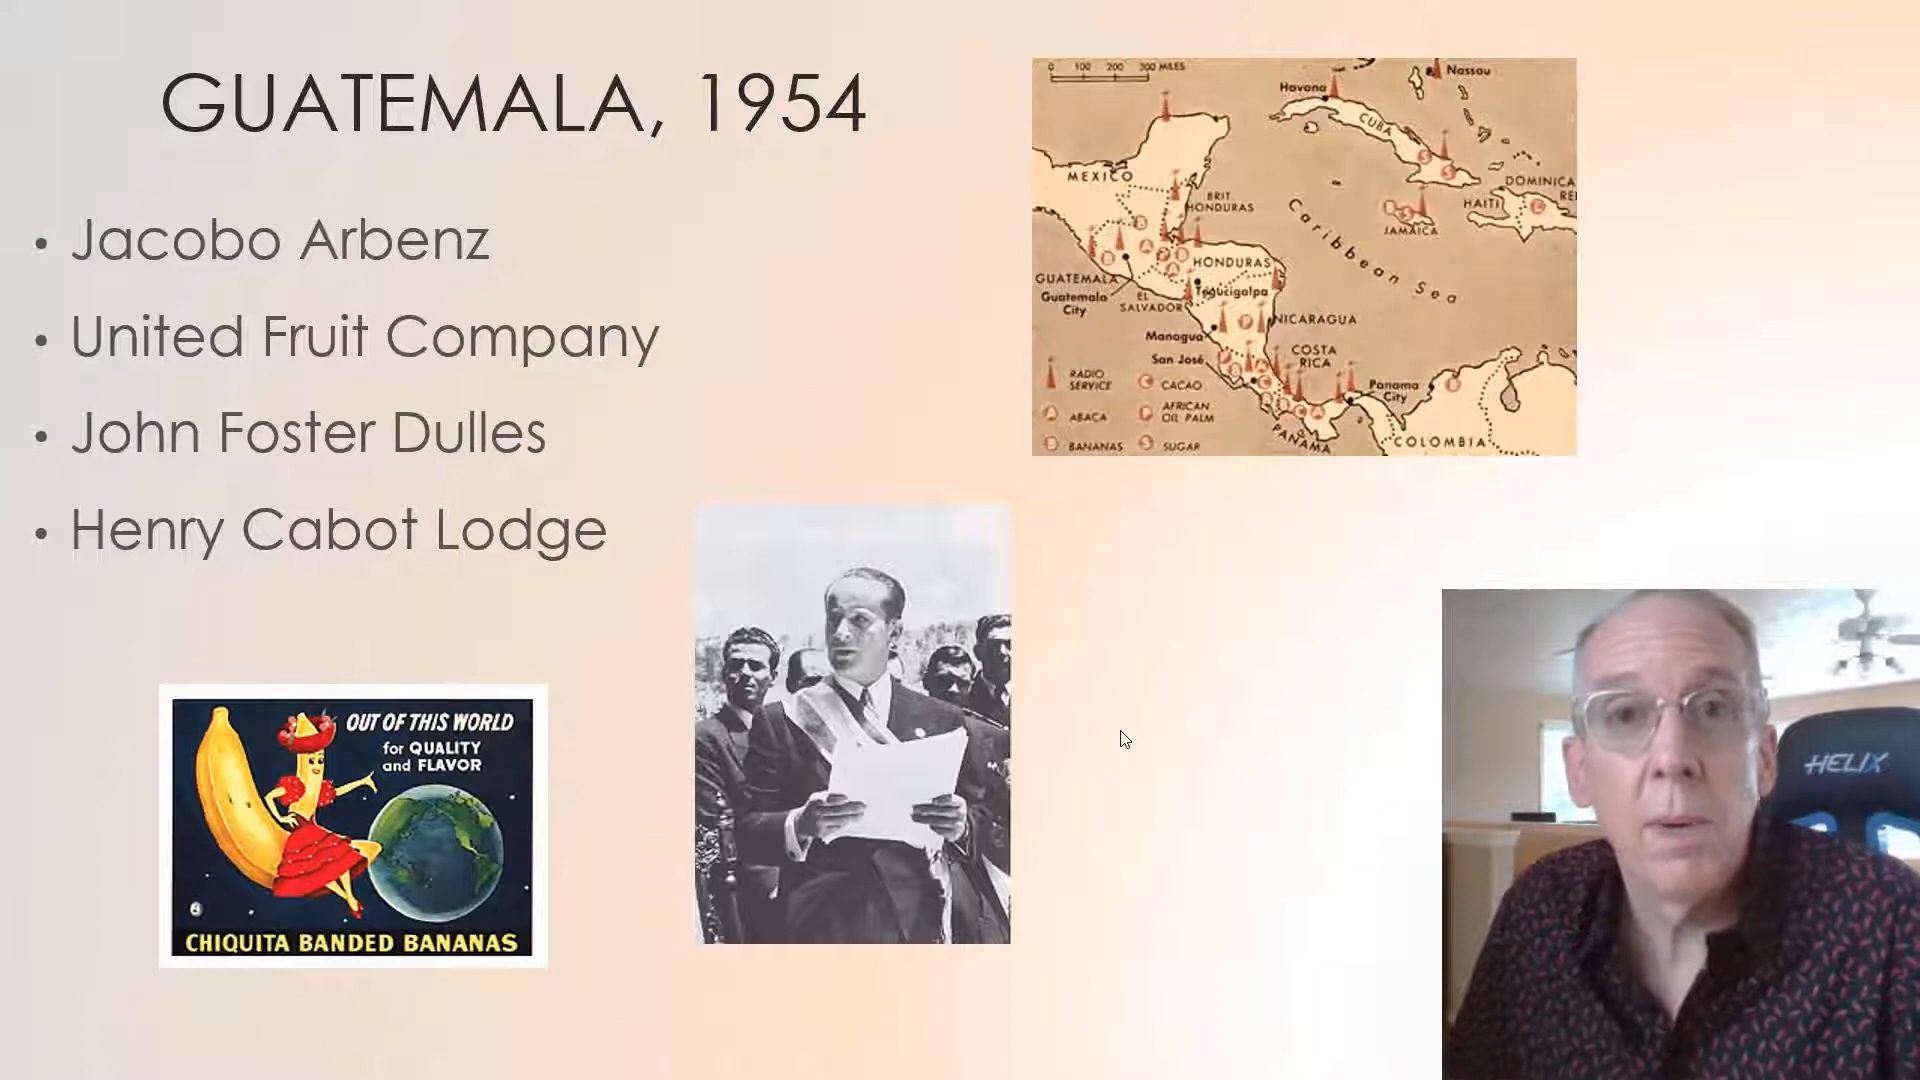 GUATEMALA, 1954
• Jacobo Arbenz
• United Fruit Company
• John Foster Dulles
• Henry Cabot Lodge
0 100 200 300 MILES
Nassau
Havana
CUBA
MEXICO
BRIT.
HONDURAS
DOMINICA
RE
HAITI
JAMAICA
Caribbean Sea
HONDURAS
GUATEMALA
Guatemala
City
EL
SALVADOR
Tegucigalpa
NICARAGUA
Managua
San José
COSTA
RICA
Panama
City
PANAMA
COLOMBIA
RADIO
SERVICE
C CACAO
A ABACA
P AFRICAN
OIL PALM
B BANANAS
S SUGAR
OUT OF THIS WORLD
for QUALITY
and FLAVOR
CHIQUITA BANDED BANANAS
HELIX